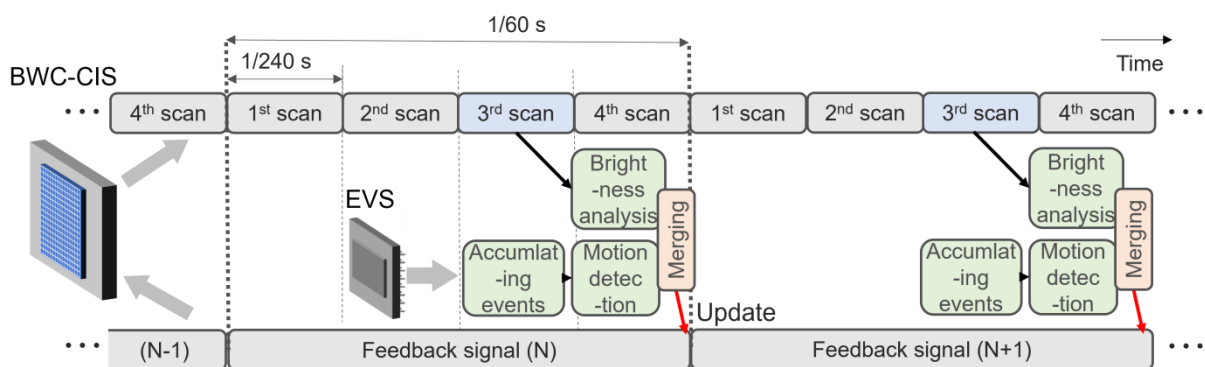 1/60 s
1/240 s
Time
BWC-CIS
••• 4th scan 1st scan 2nd scan 3rd scan 4th scan 1st scan 2nd scan 3rd scan 4th scan •••
Bright
-ness
analysis
Bright
-ness
analysis
EVS
Merging
Merging
Accumlat
-ing
events
Motion
detec
-tion
Accumlat
-ing
events
Motion
detec
-tion
Update
••• (N-1) Feedback signal (N) Feedback signal (N+1) •••